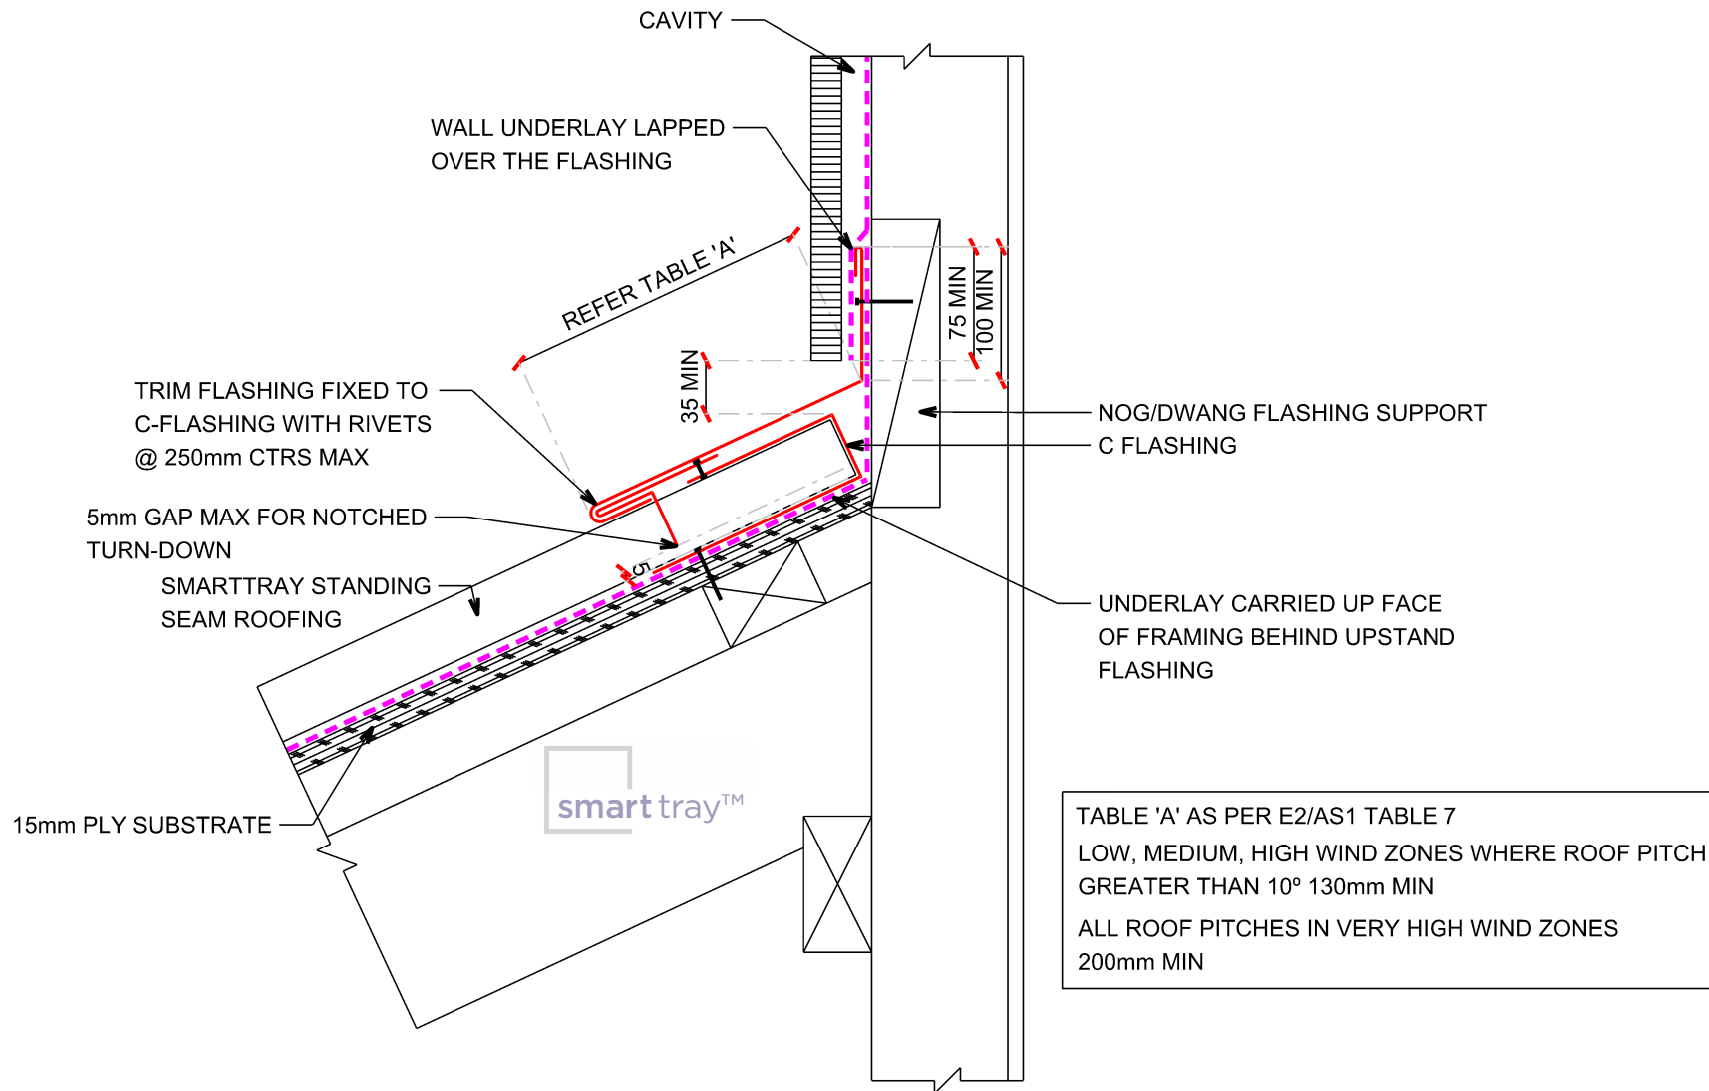 CAVITY
WALL UNDERLAY LAPPED
OVER THE FLASHING
REFER TABLE 'A'
75 MIN
100 MIN
35 MIN
TRIM FLASHING FIXED TO
C-FLASHING WITH RIVETS
@ 250mm CTRS MAX
NOG/DWANG FLASHING SUPPORT
C FLASHING
5mm GAP MAX FOR NOTCHED
TURN-DOWN
5
SMARTTRAY STANDING
SEAM ROOFING
UNDERLAY CARRIED UP FACE
OF FRAMING BEHIND UPSTAND
FLASHING
15mm PLY SUBSTRATE
smart tray™
TABLE 'A' AS PER E2/AS1 TABLE 7
LOW, MEDIUM, HIGH WIND ZONES WHERE ROOF PITCH
GREATER THAN 10º 130mm MIN
ALL ROOF PITCHES IN VERY HIGH WIND ZONES
200mm MIN